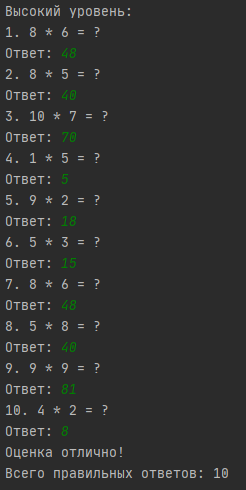 Высокий уровень:
1. 8 * 6 = ?
Ответ: 48
2. 8 * 5 = ?
Ответ: 40
3. 10 * 7 = ?
Ответ: 70
4. 1 * 5 = ?
Ответ: 5
5. 9 * 2 = ?
Ответ: 18
6. 5 * 3 = ?
Ответ: 15
7. 8 * 6 = ?
Ответ: 48
8. 5 * 8 = ?
Ответ: 40
9. 9 * 9 = ?
Ответ: 81
10. 4 * 2 = ?
Ответ: 8
Оценка отлично!
Всего правильных ответов: 10